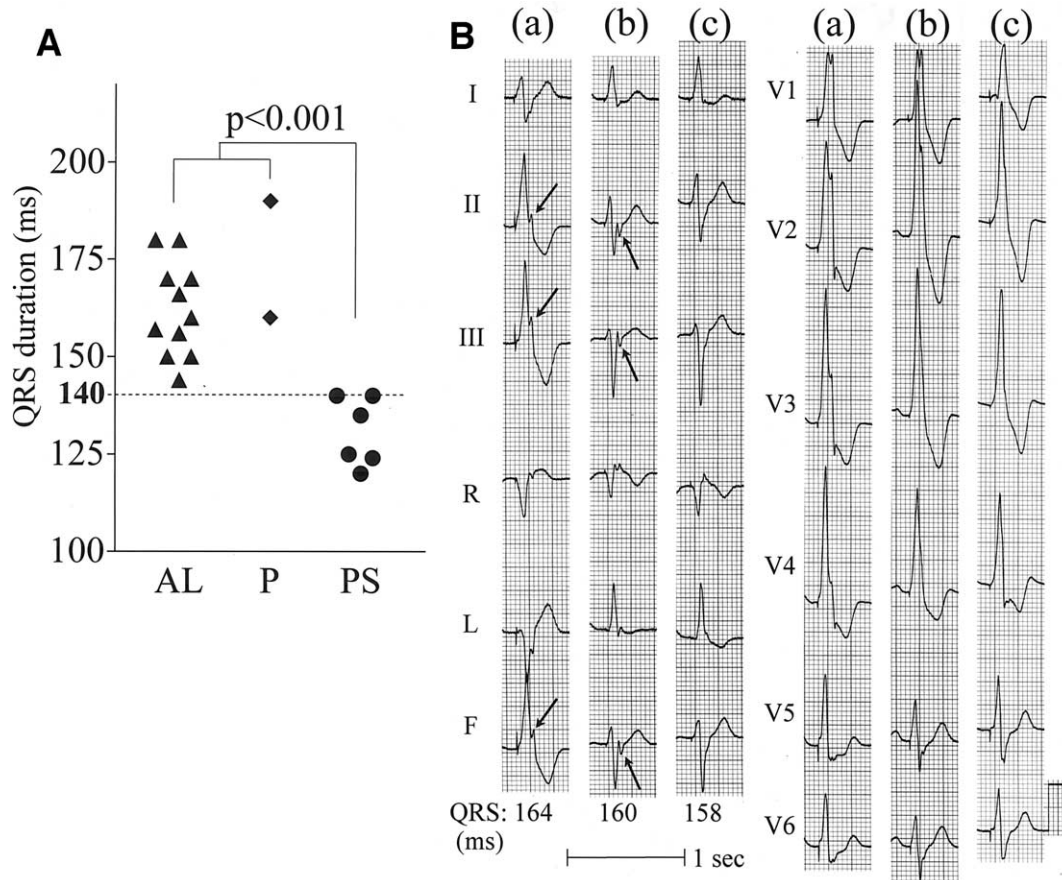 A
p<0.001
QRS duration (ms)
200
175
150
140
125
100
AL P PS
B
(a) (b) (c)
I
II
III
R
L
F
QRS: 164 160 158
(ms)
1 sec
(a) (b) (c)
V1
V2
V3
V4
V5
V6